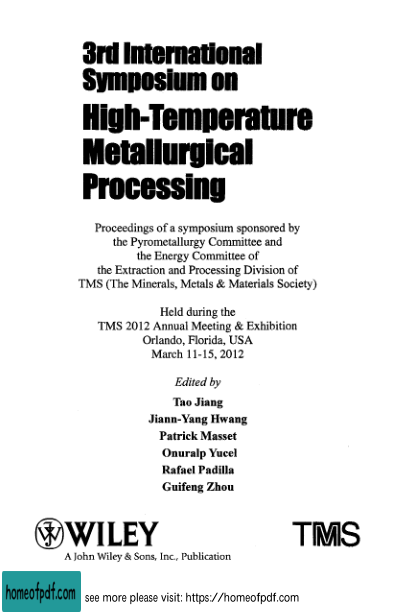 3rd International
Symposium on
High-Temperature
Metallurgical
Processing
Proceedings of a symposium sponsored by
the Pyrometallurgy Committee and
the Energy Committee of
the Extraction and Processing Division of
TMS (The Minerals, Metals & Materials Society)
Held during the
TMS 2012 Annual Meeting & Exhibition
Orlando, Florida, USA
March 11-15, 2012
Edited by
Tao Jiang
Jiann-Yang Hwang
Patrick Masset
Onuralp Yucel
Rafael Padilla
Guifeng Zhou
WILEY TMS
A John Wiley & Sons, Inc., Publication
homeofpdf.com see more please visit: https://homeofpdf.com